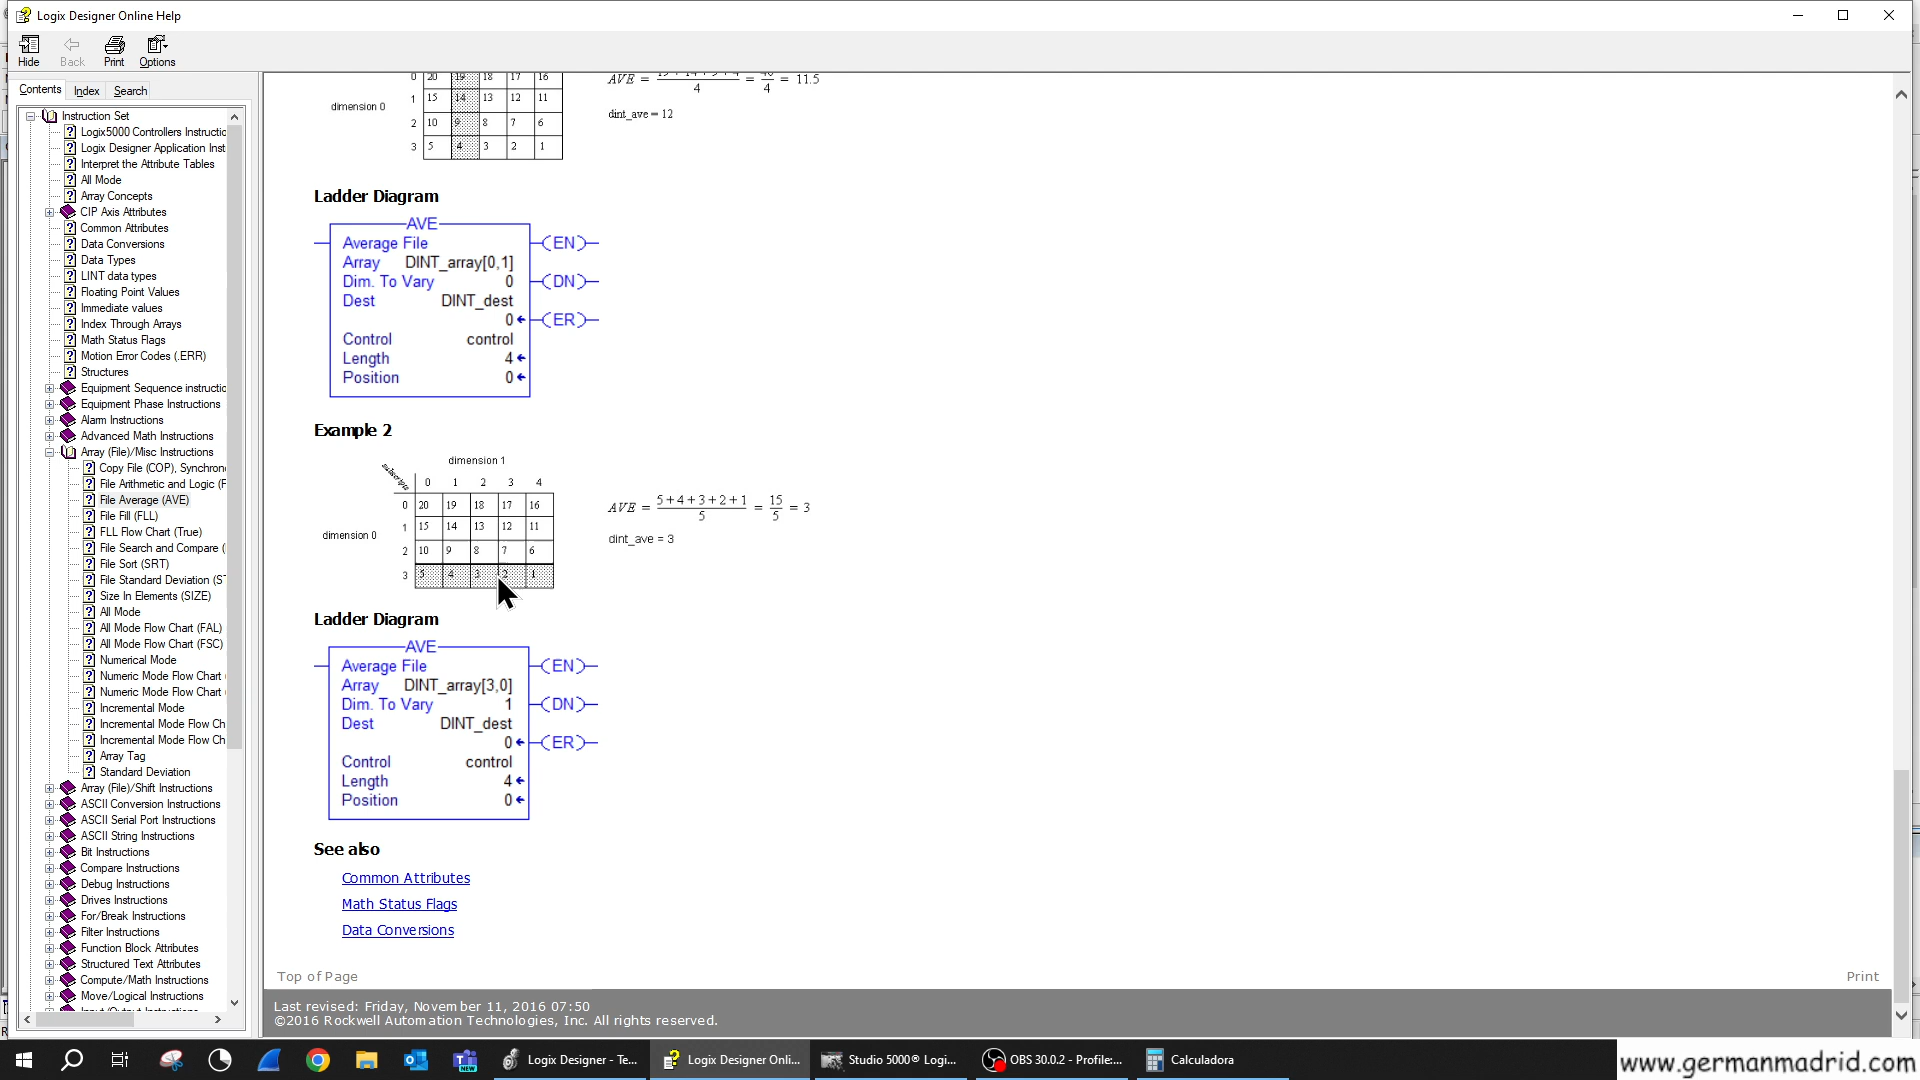 Logix Designer Online Help
Hide Back Print Options
Contents Index Search
Instruction Set
Logix5000 Controllers Instructic
Logix Designer Application Inst
Interpret the Attribute Tables
All Mode
Array Concepts
CIP Axis Attributes
Common Attributes
Data Conversions
Data Types
LINT data types
Floating Point Values
Immediate values
Index Through Arrays
Math Status Flags
Motion Error Codes (.ERR)
Structures
Equipment Sequence instructic
Equipment Phase Instructions
Alarm Instructions
Advanced Math Instructions
Array (File)/Misc Instructions
Copy File (COP), Synchron
File Arithmetic and Logic (F
File Average (AVE)
File Fill (FLL)
FLL Flow Chart (True)
File Search and Compare (
File Sort (SRT)
File Standard Deviation (ST
Size In Elements (SIZE)
All Mode
All Mode Flow Chart (FAL)
All Mode Flow Chart (FSC)
Numerical Mode
Numeric Mode Flow Chart
Numeric Mode Flow Chart
Incremental Mode
Incremental Mode Flow Ch
Incremental Mode Flow Ch
Array Tag
Standard Deviation
Array (File)/Shift Instructions
ASCII Conversion Instructions
ASCII Serial Port Instructions
ASCII String Instructions
Bit Instructions
Compare Instructions
Debug Instructions
Drives Instructions
For/Break Instructions
Filter Instructions
Function Block Attributes
Structured Text Attributes
Compute/Math Instructions
Move/Logical Instructions
0 20 19 18 17 16
1 15 14 13 12 11
dimension 0
2 10 9 8 7 6
3 5 4 3 2 1
AVE = 4 = 4 = 11.5
dint_ave = 12
Ladder Diagram
AVE
Average File (EN)
Array DINT_array[0,1]
Dim. To Vary 0 (DN)
Dest DINT_dest
0 (ER)
Control control
Length 4
Position 0
Example 2
dimension 1
subscripts 0 1 2 3 4
0 20 19 18 17 16
1 15 14 13 12 11
dimension 0
2 10 9 8 7 6
3 5 4 3 2 1
AVE = 5+4+3+2+1 / 5 = 15 / 5 = 3
dint_ave = 3
Ladder Diagram
AVE
Average File (EN)
Array DINT_array[3,0]
Dim. To Vary 1 (DN)
Dest DINT_dest
0 (ER)
Control control
Length 4
Position 0
See also
Common Attributes
Math Status Flags
Data Conversions
Top of Page Print
Last revised: Friday, November 11, 2016 07:50
©2016 Rockwell Automation Technologies, Inc. All rights reserved.
NEW
Logix Designer - Te... Logix Designer Onli... Studio 5000® Logi... OBS 30.0.2 - Profile:... Calculadora
www.germanmadrid.com